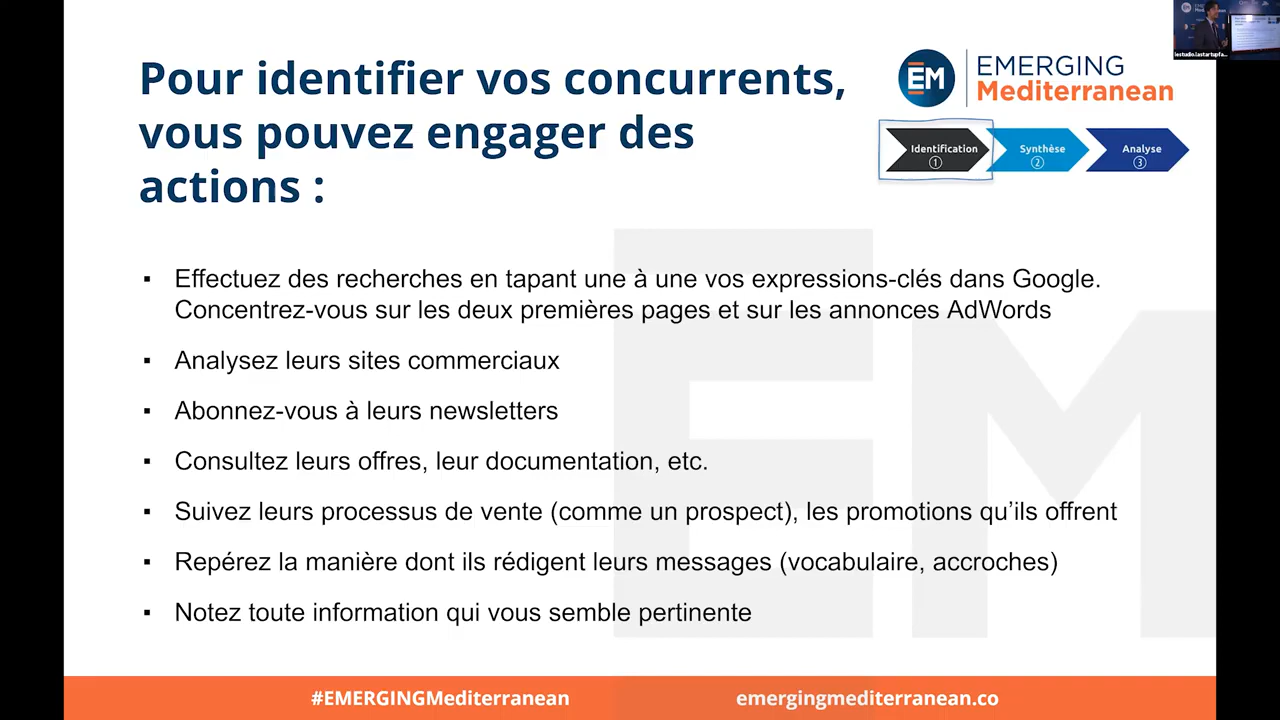 Pour identifier vos concurrents,
vous pouvez engager des
actions :
EM
EMERGING
Mediterranean
Identification
1
Synthèse
2
Analyse
3
▪ Effectuez des recherches en tapant une à une vos expressions-clés dans Google.
Concentrez-vous sur les deux premières pages et sur les annonces AdWords
▪ Analysez leurs sites commerciaux
▪ Abonnez-vous à leurs newsletters
▪ Consultez leurs offres, leur documentation, etc.
▪ Suivez leurs processus de vente (comme un prospect), les promotions qu’ils offrent
▪ Repérez la manière dont ils rédigent leurs messages (vocabulaire, accroches)
▪ Notez toute information qui vous semble pertinente
#EMERGINGMediterranean
emergingmediterranean.co